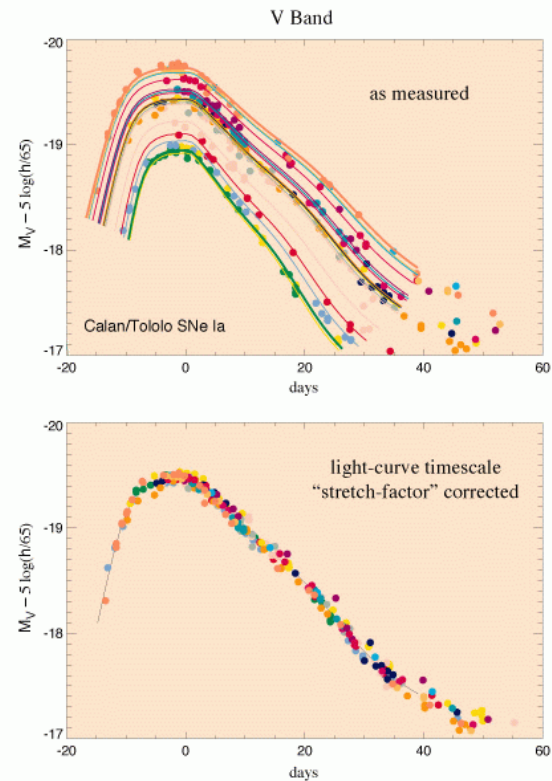 V Band
-20
as measured
-19
M_V – 5 log(h/65)
-18
Calan/Tololo SNe Ia
-17
-20 0 20 40 60
days
-20
light-curve timescale
“stretch-factor” corrected
-19
M_V – 5 log(h/65)
-18
-17
-20 0 20 40 60
days